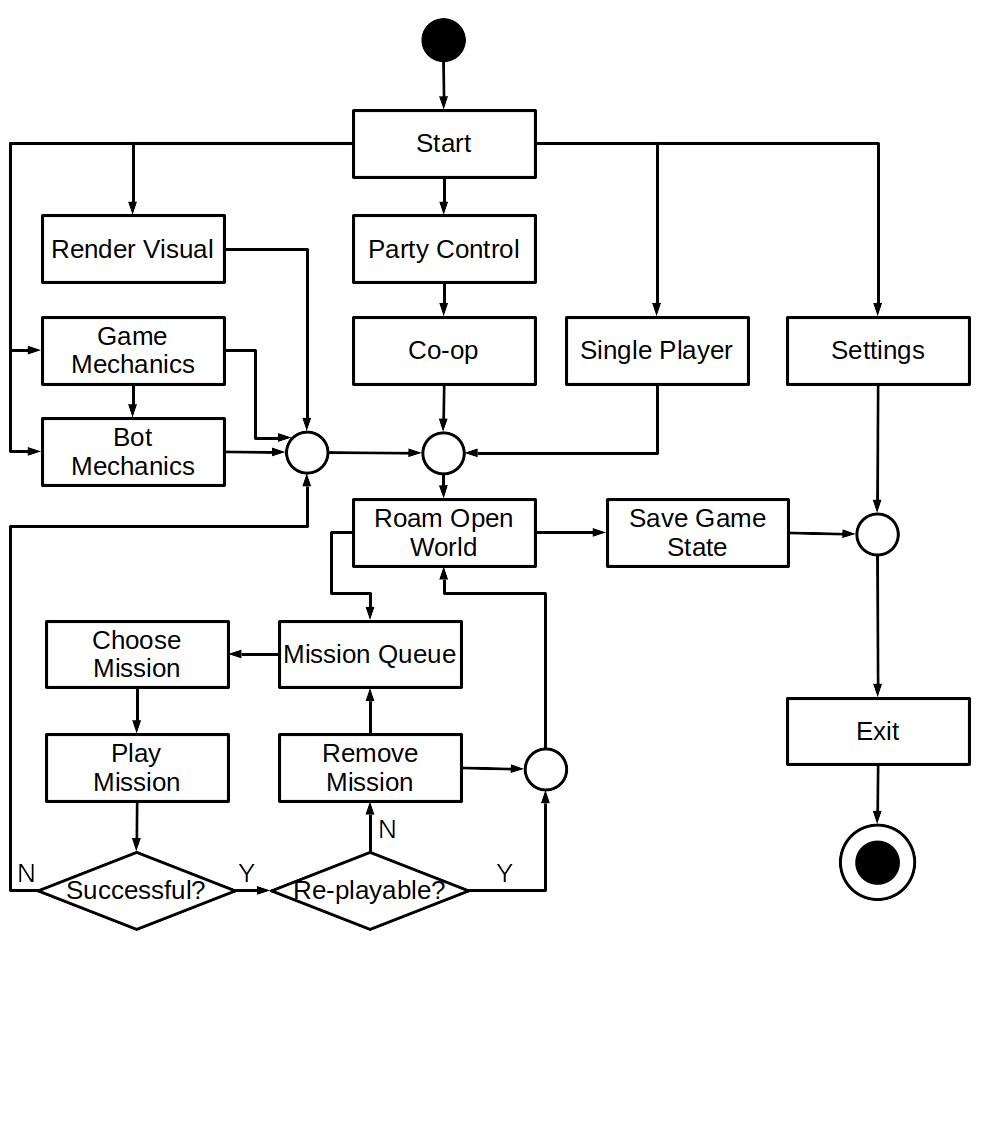 Start
Render Visual
Party Control
Game
Mechanics
Co-op
Single Player
Settings
Bot
Mechanics
Roam Open
World
Save Game
State
Choose
Mission
Mission Queue
Play
Mission
Remove
Mission
Exit
N
Successful?
Y
N
Re-playable?
Y